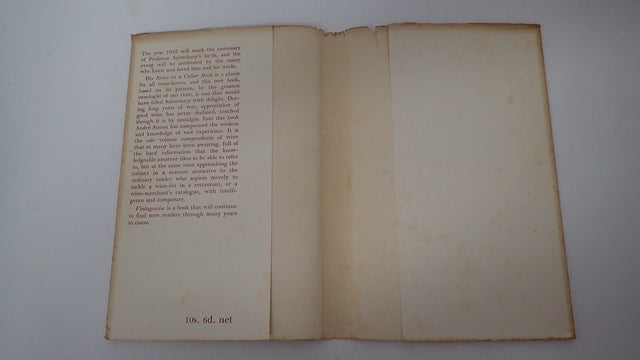 The year 1945 will mark the centenary
of Professor Saintsbury's birth, and the
event will be celebrated by the many
who knew and loved him and his works.
His Notes on a Cellar Book is a classic
for all wine-lovers, and this new book,
based on its pattern, by the greatest
oenologist of our time, is one that would
have filled Saintsbury with delight. Dur-
ing long years of war, appreciation of
good wine has never declined, touched
though it is by nostalgia. Into this book
André Simon has compressed the wisdom
and knowledge of vast experience. It is
the one volume compendium of wine
that so many have been awaiting, full of
the hard information that the know-
ledgeable amateur likes to be able to refer
to, but at the same time approaching the
subject in a manner attractive to the
ordinary reader who aspires merely to
tackle a wine-list in a restaurant, or a
wine-merchant's catalogue, with intelli-
gence and composure.
Vintagewise is a book that will continue
to find new readers through many years
to come.
10s. 6d. net